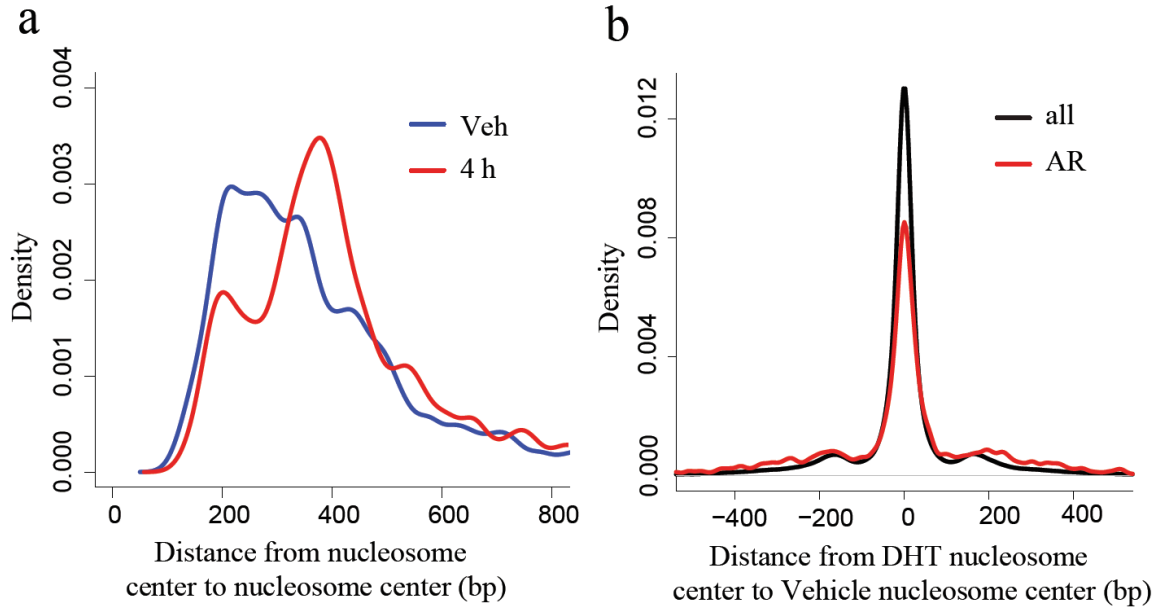 a
0.004
0.003
0.002
0.001
0.000
Density
Veh
4 h
0
200
400
600
800
Distance from nucleosome
center to nucleosome center (bp)
b
0.012
0.008
0.004
0.000
Density
all
AR
−400
−200
0
200
400
Distance from DHT nucleosome
center to Vehicle nucleosome center (bp)